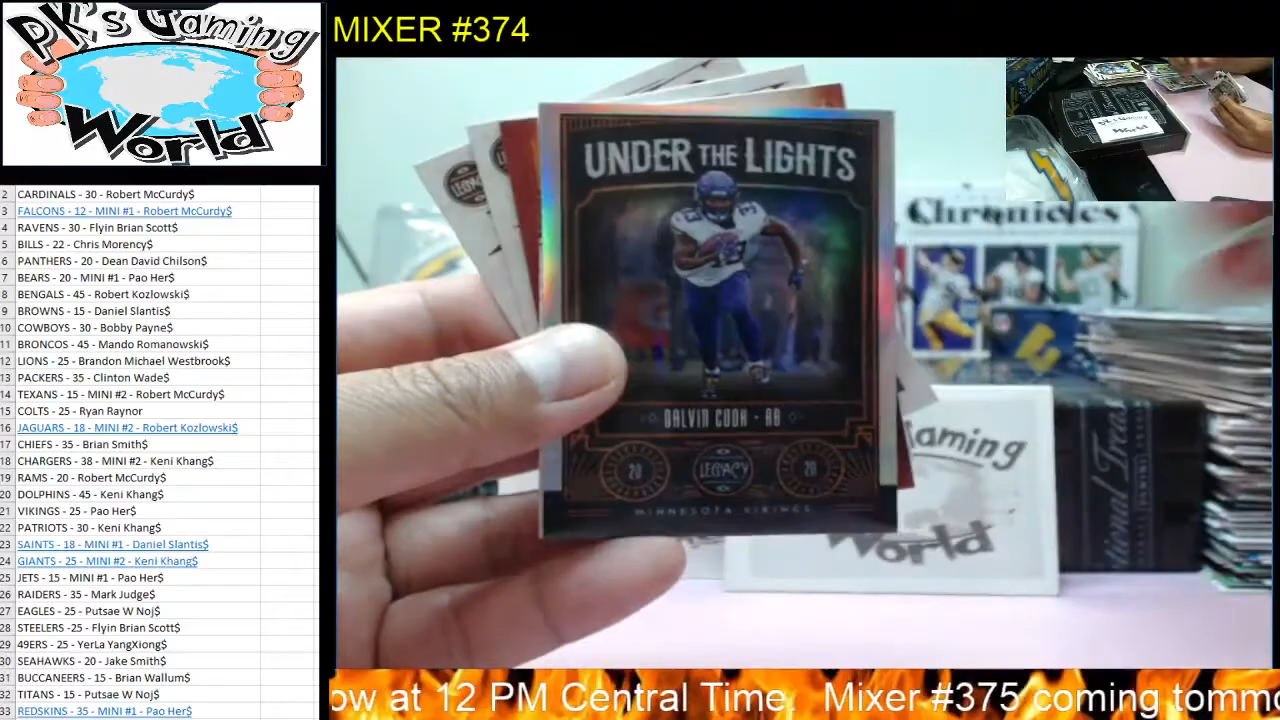 PK's Gaming
World
MIXER #374
2 CARDINALS - 30 - Robert McCurdy$
3 FALCONS - 12 - MINI #1 - Robert McCurdy$
4 RAVENS - 30 - Flyin Brian Scott$
5 BILLS - 22 - Chris Morency$
6 PANTHERS - 20 - Dean David Chilson$
7 BEARS - 20 - MINI #1 - Pao Her$
8 BENGALS - 45 - Robert Kozlowski$
9 BROWNS - 15 - Daniel Slantis$
10 COWBOYS - 30 - Bobby Payne$
11 BRONCOS - 45 - Mando Romanowski$
12 LIONS - 25 - Brandon Michael Westbrook$
13 PACKERS - 35 - Clinton Wade$
14 TEXANS - 15 - MINI #2 - Robert McCurdy$
15 COLTS - 25 - Ryan Raynor
16 JAGUARS - 18 - MINI #2 - Robert Kozlowski$
17 CHIEFS - 35 - Brian Smith$
18 CHARGERS - 38 - MINI #2 - Keni Khang$
19 RAMS - 20 - Robert McCurdy$
20 DOLPHINS - 45 - Keni Khang$
21 VIKINGS - 25 - Pao Her$
22 PATRIOTS - 30 - Keni Khang$
23 SAINTS - 18 - MINI #1 - Daniel Slantis$
24 GIANTS - 25 - MINI #2 - Keni Khang$
25 JETS - 15 - MINI #1 - Pao Her$
26 RAIDERS - 35 - Mark Judge$
27 EAGLES - 25 - Putsae W Noj$
28 STEELERS -25 - Flyin Brian Scott$
29 49ERS - 25 - YerLa YangXiong$
30 SEAHAWKS - 20 - Jake Smith$
31 BUCCANEERS - 15 - Brian Wallum$
32 TITANS - 15 - Putsae W Noj$
33 REDSKINS - 35 - MINI #1 - Pao Her$
UNDER THE LIGHTS
33
DALVIN COOK - RB
20 LEGACY 20
MINNESOTA VIKINGS
LEGACY
Chronicles
Gaming
World
ow at 12 PM Central Time. Mixer #375 coming tommo